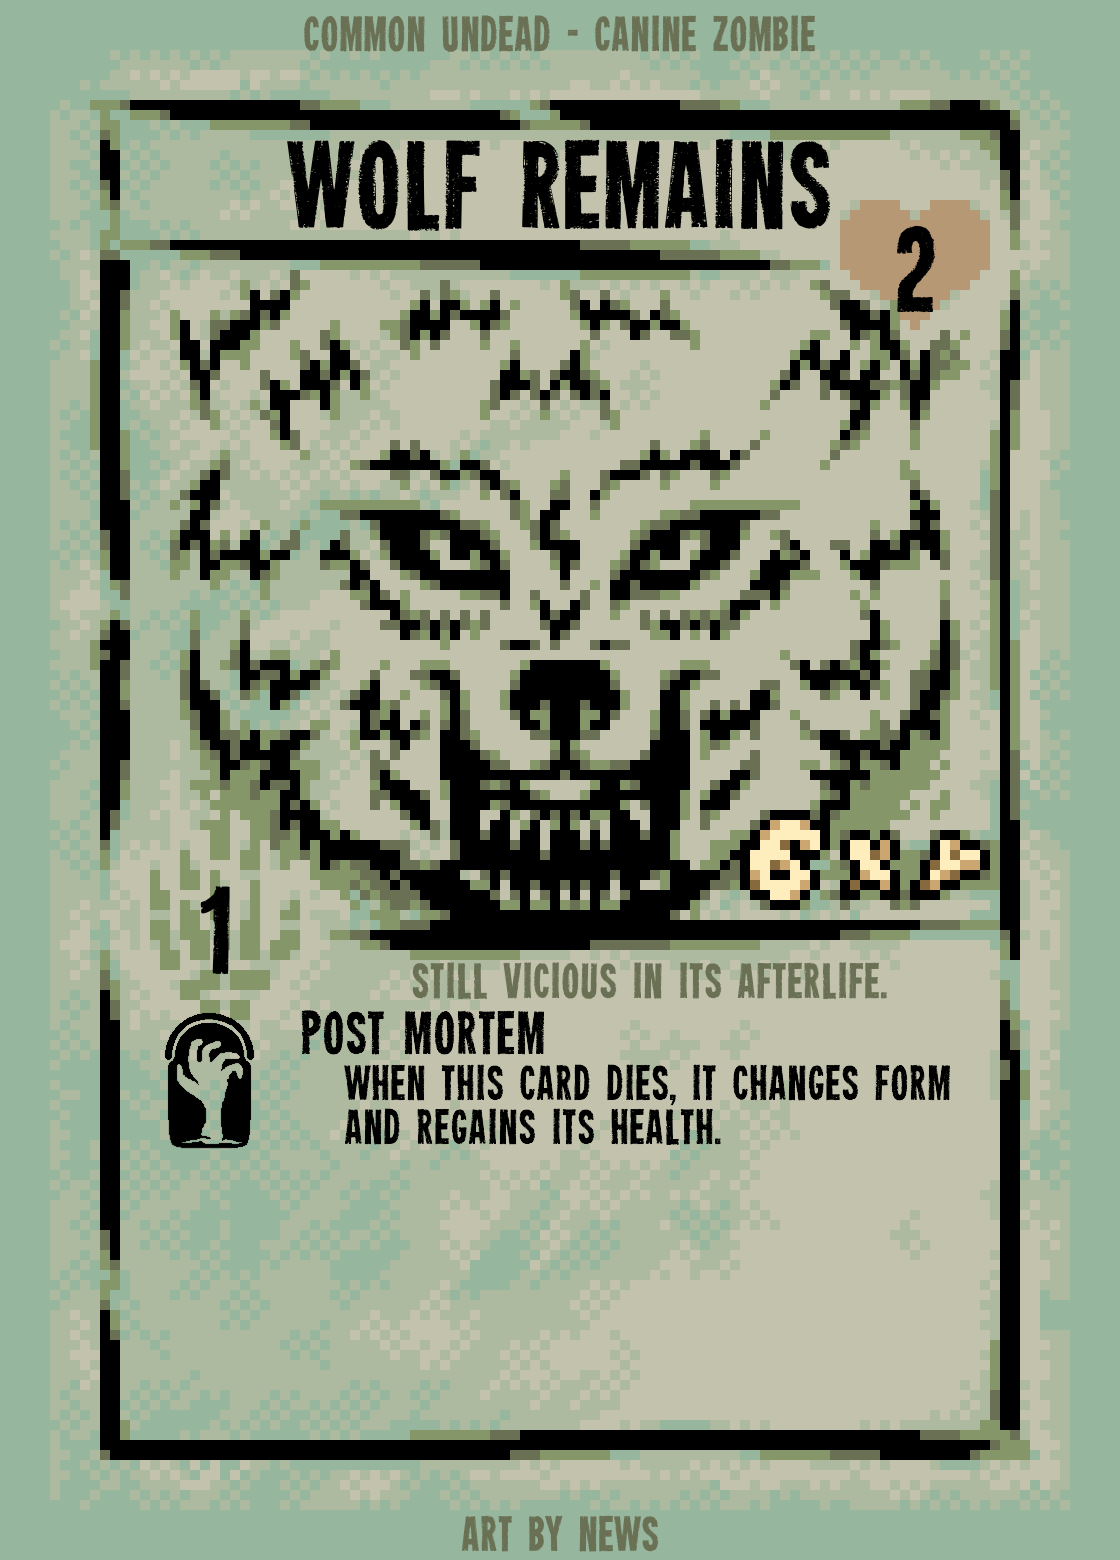 COMMON UNDEAD - CANINE ZOMBIE
WOLF REMAINS
2
6 X P
1
STILL VICIOUS IN ITS AFTERLIFE.
POST MORTEM
WHEN THIS CARD DIES, IT CHANGES FORM
AND REGAINS ITS HEALTH.
ART BY NEWS